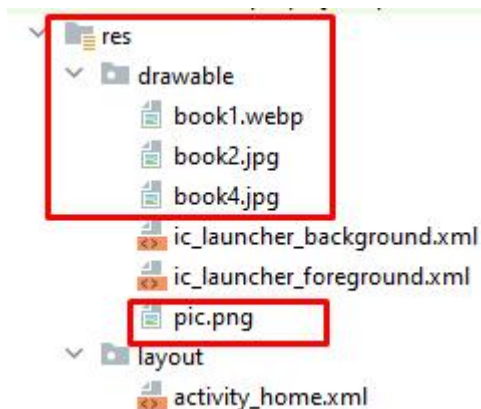 res
drawable
book1.webp
book2.jpg
book4.jpg
ic_launcher_background.xml
ic_launcher_foreground.xml
pic.png
layout
activity_home.xml